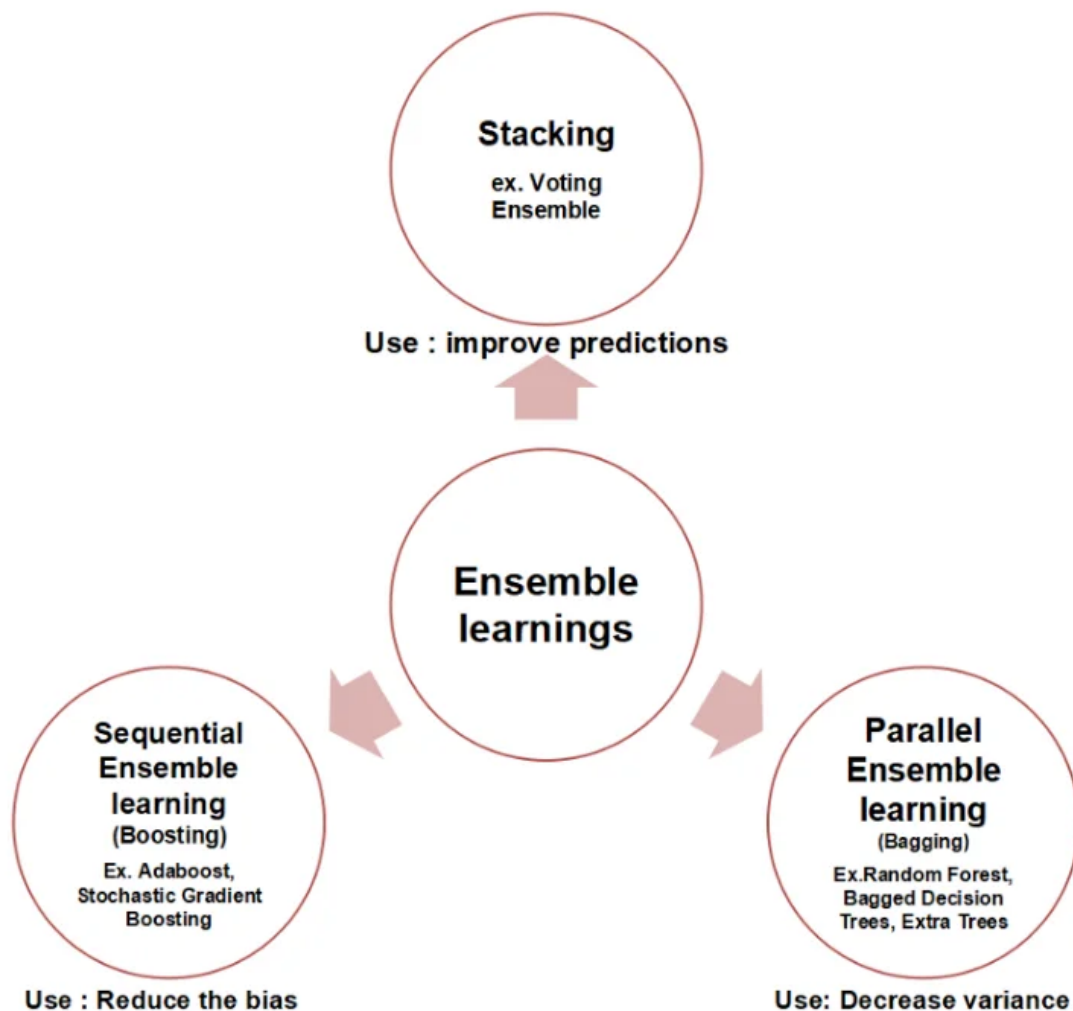 Stacking
ex. Voting
Ensemble
Use : improve predictions
Ensemble
learnings
Sequential
Ensemble
learning
(Boosting)
Ex. Adaboost,
Stochastic Gradient
Boosting
Use : Reduce the bias
Parallel
Ensemble
learning
(Bagging)
Ex.Random Forest,
Bagged Decision
Trees, Extra Trees
Use: Decrease variance